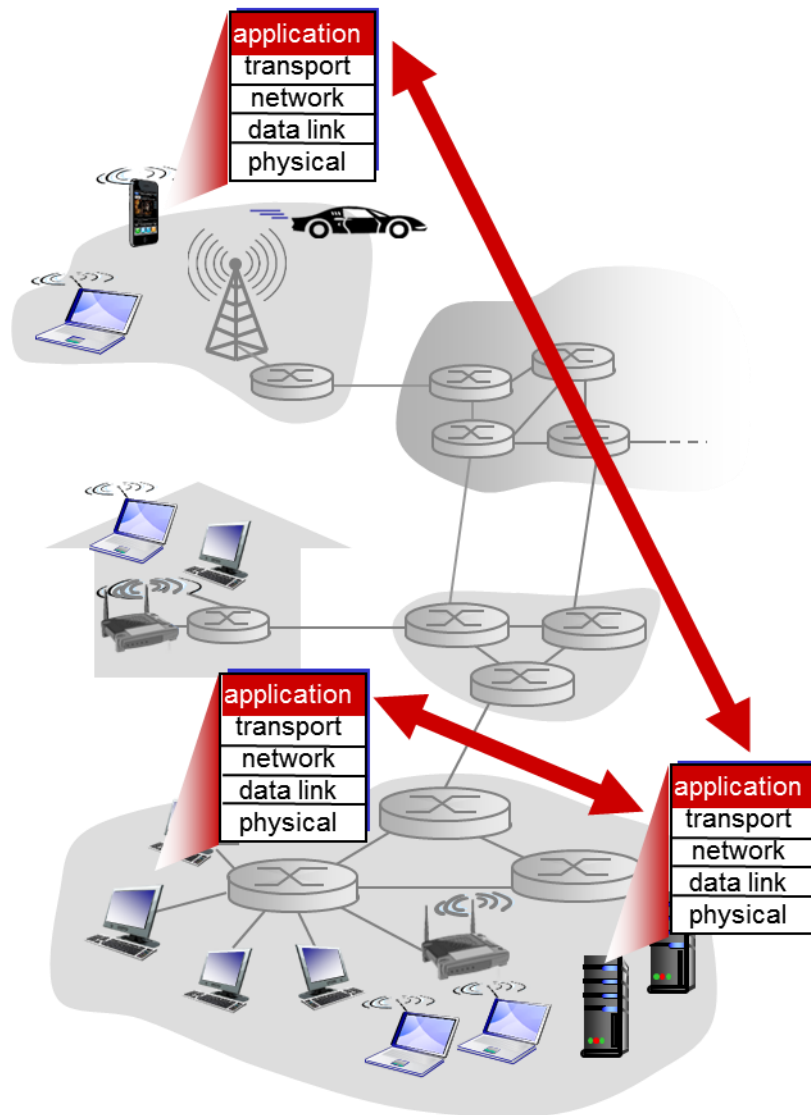 application
transport
network
data link
physical
application
transport
network
data link
physical
application
transport
network
data link
physical